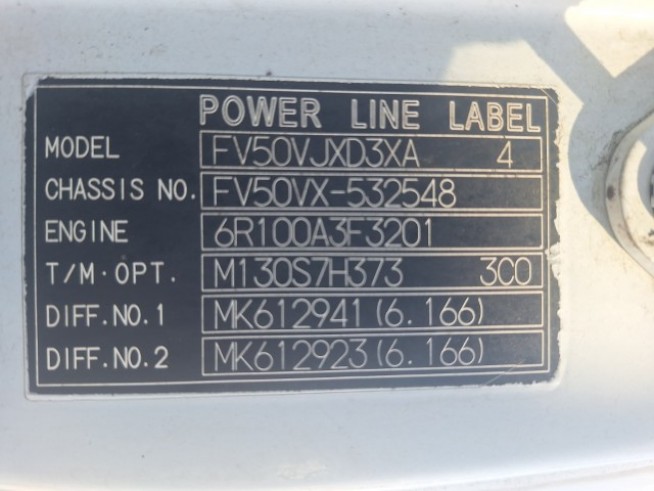 POWER LINE LABEL
MODEL FV50VJXD3XA 4
CHASSIS NO. FV50VX-532548
ENGINE 6R100A3F3201
T/M·OPT. M130S7H373 3C0
DIFF.NO.1 MK612941(6.166)
DIFF.NO.2 MK612923(6.166)